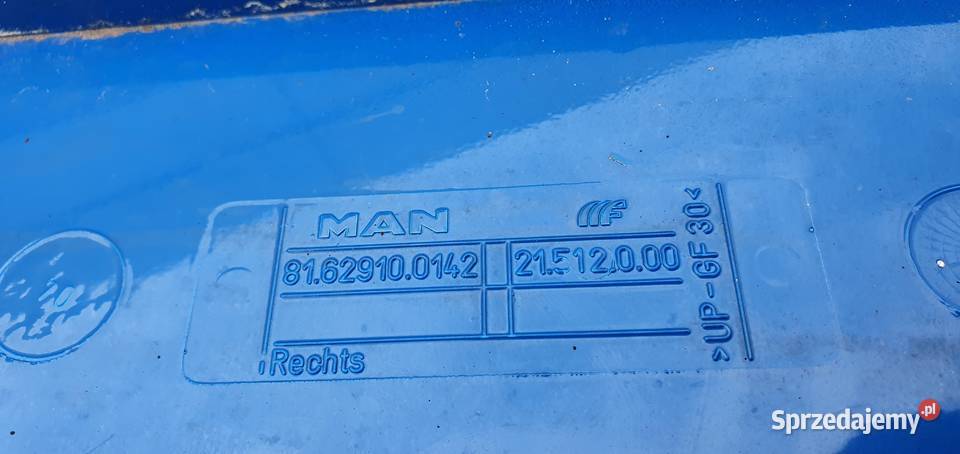 MAN F
81.62910.0142 21.512.0.00
>UP-GF 30<
Rechts
Sprzedajemy.pl